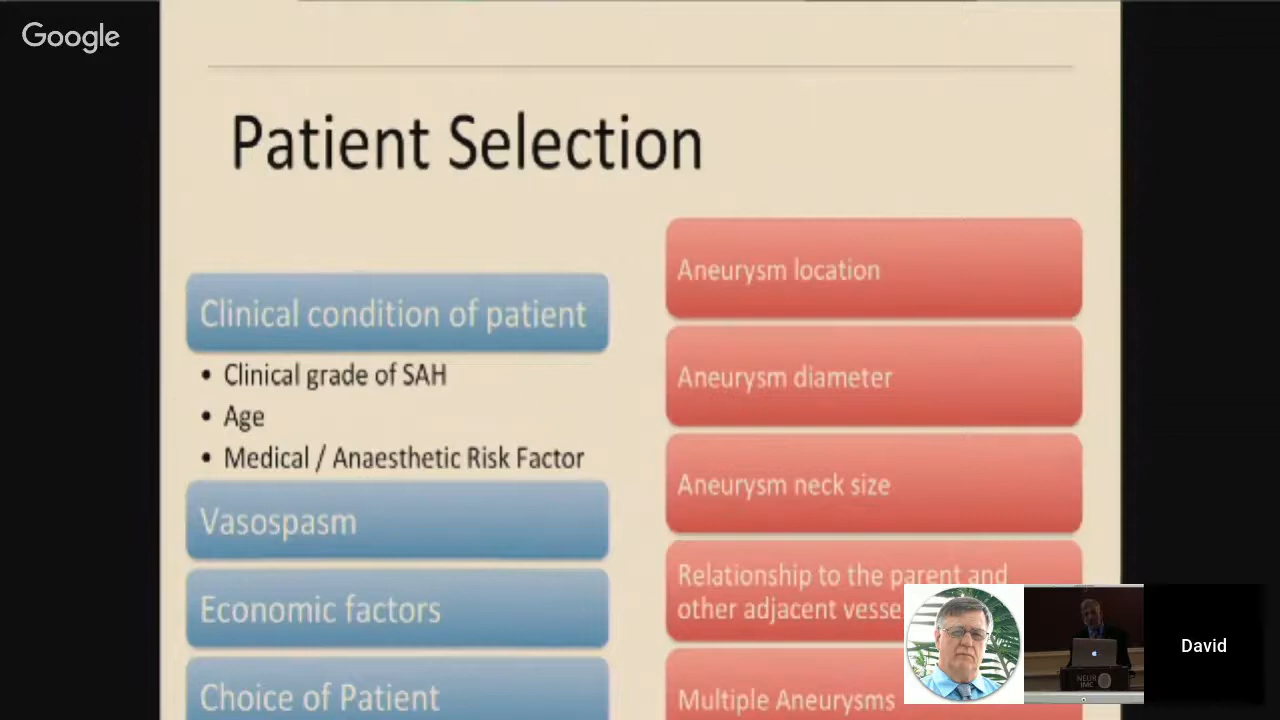 Google
Patient Selection
Clinical condition of patient
• Clinical grade of SAH
• Age
• Medical / Anaesthetic Risk Factor
Vasospasm
Economic factors
Choice of Patient
Aneurysm location
Aneurysm diameter
Aneurysm neck size
Relationship to the parent and
other adjacent vesse
Multiple Aneurysms
David